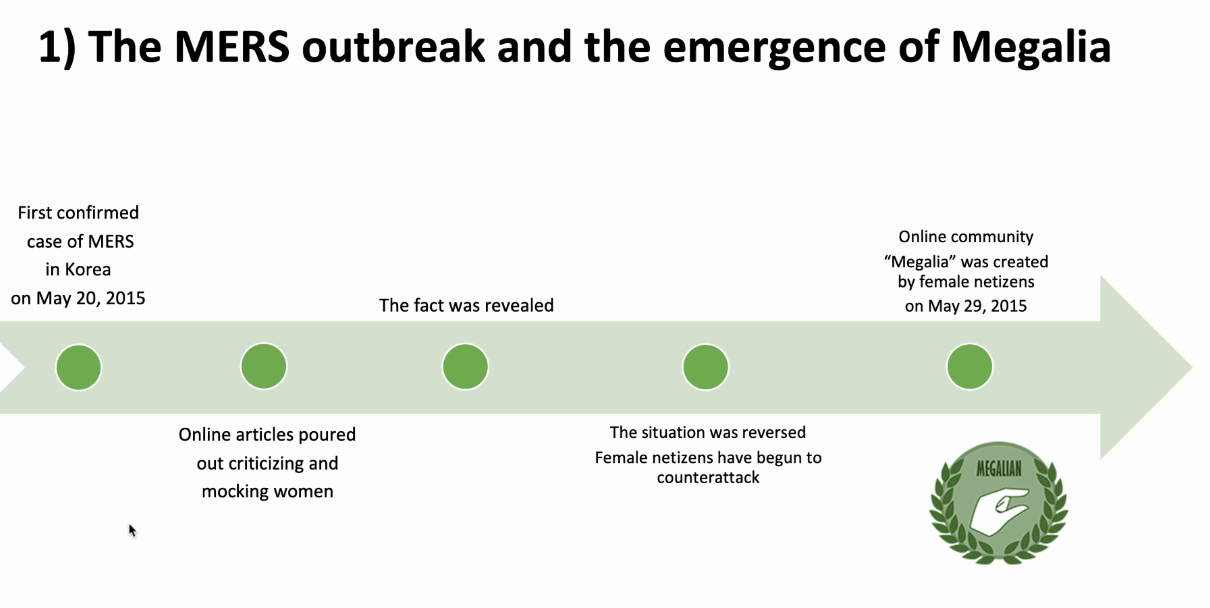 1) The MERS outbreak and the emergence of Megalia
First confirmed
case of MERS
in Korea
on May 20, 2015
Online articles poured
out criticizing and
mocking women
The fact was revealed
The situation was reversed
Female netizens have begun to
counterattack
Online community
“Megalia” was created
by female netizens
on May 29, 2015
MEGALIAN